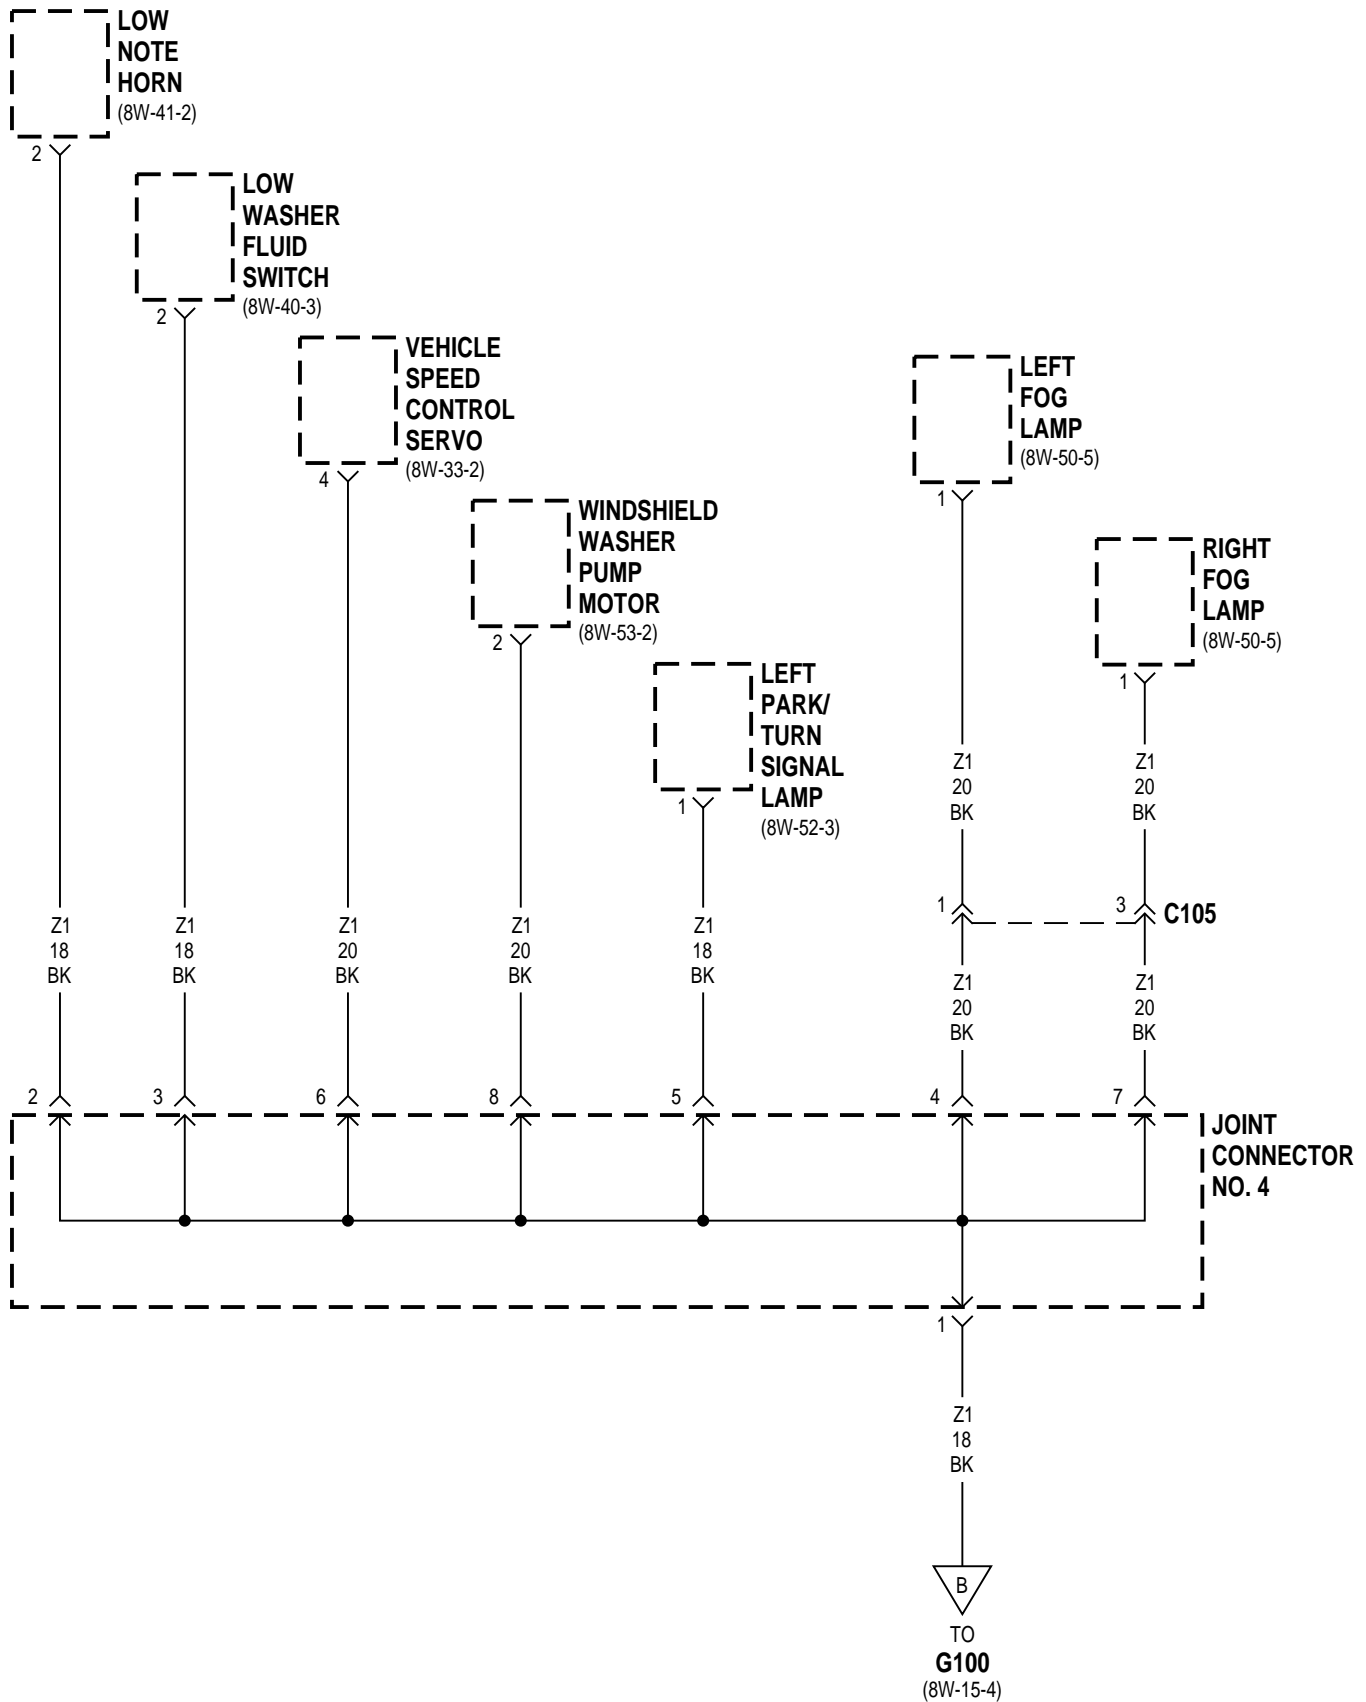 LOW
NOTE
HORN
(8W-41-2)
2
LOW
WASHER
FLUID
SWITCH
(8W-40-3)
2
VEHICLE
SPEED
CONTROL
SERVO
(8W-33-2)
4
WINDSHIELD
WASHER
PUMP
MOTOR
(8W-53-2)
2
LEFT
PARK/
TURN
SIGNAL
LAMP
(8W-52-3)
1
LEFT
FOG
LAMP
(8W-50-5)
1
RIGHT
FOG
LAMP
(8W-50-5)
1
Z1
20
BK
Z1
20
BK
1
3
C105
Z1
18
BK
Z1
18
BK
Z1
20
BK
Z1
20
BK
Z1
18
BK
Z1
20
BK
Z1
20
BK
2
3
6
8
5
4
7
JOINT
CONNECTOR
NO. 4
1
Z1
18
BK
B
TO
G100
(8W-15-4)